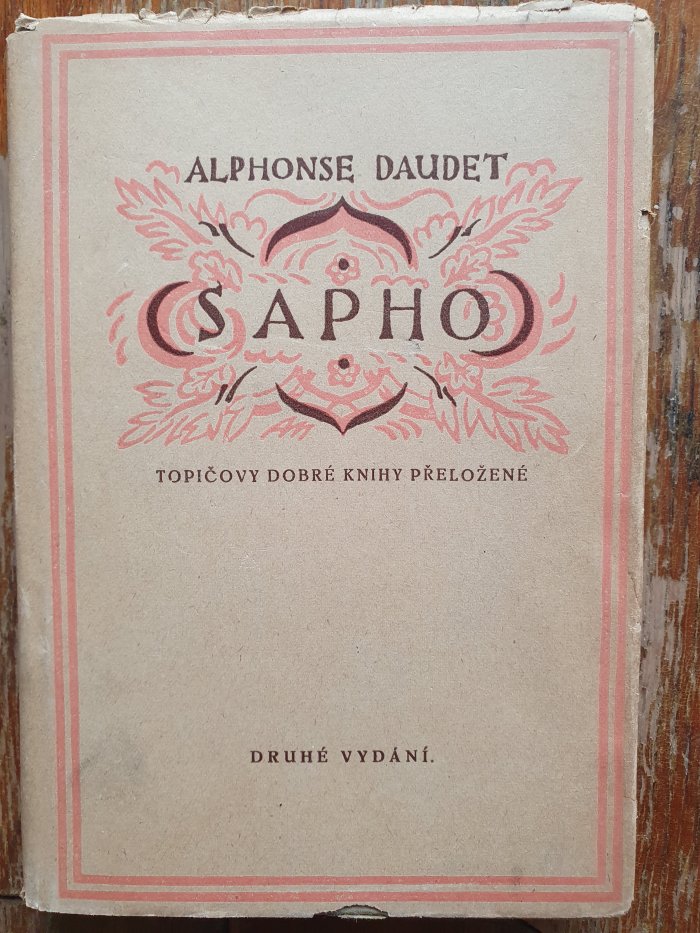 ALPHONSE DAUDET
SAPHO
TOPIČOVY DOBRÉ KNIHY PŘELOŽENÉ
DRUHÉ VYDÁNÍ.